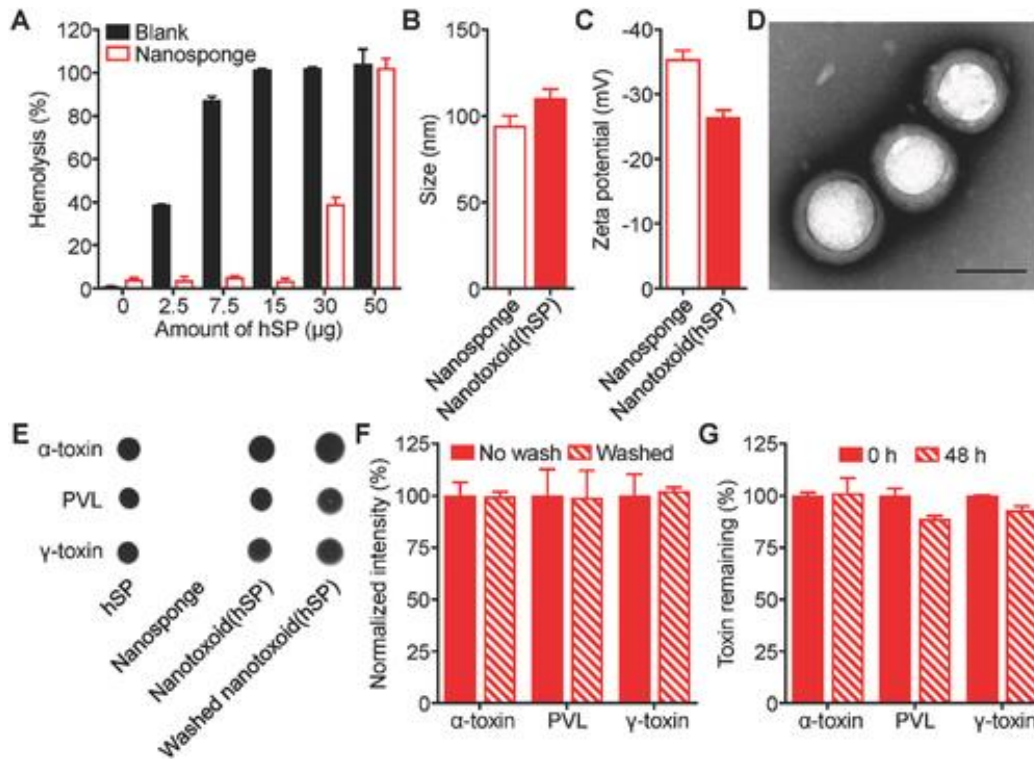 A
Blank
Nanosponge
Hemolysis (%)
120
100
80
60
40
20
0
0 2.5 7.5 15 30 50
Amount of hSP (μg)
B
Size (nm)
150
100
50
0
Nanosponge
Nanotoxoid(hSP)
C
Zeta potential (mV)
-40
-30
-20
-10
0
Nanosponge
Nanotoxoid(hSP)
D
E
α-toxin
PVL
γ-toxin
hSP
Nanosponge
Nanotoxoid(hSP)
Washed nanotoxoid(hSP)
F
No wash Washed
Normalized intensity (%)
125
100
75
50
25
0
α-toxin PVL γ-toxin
G
0 h 48 h
Toxin remaining (%)
125
100
75
50
25
0
α-toxin PVL γ-toxin